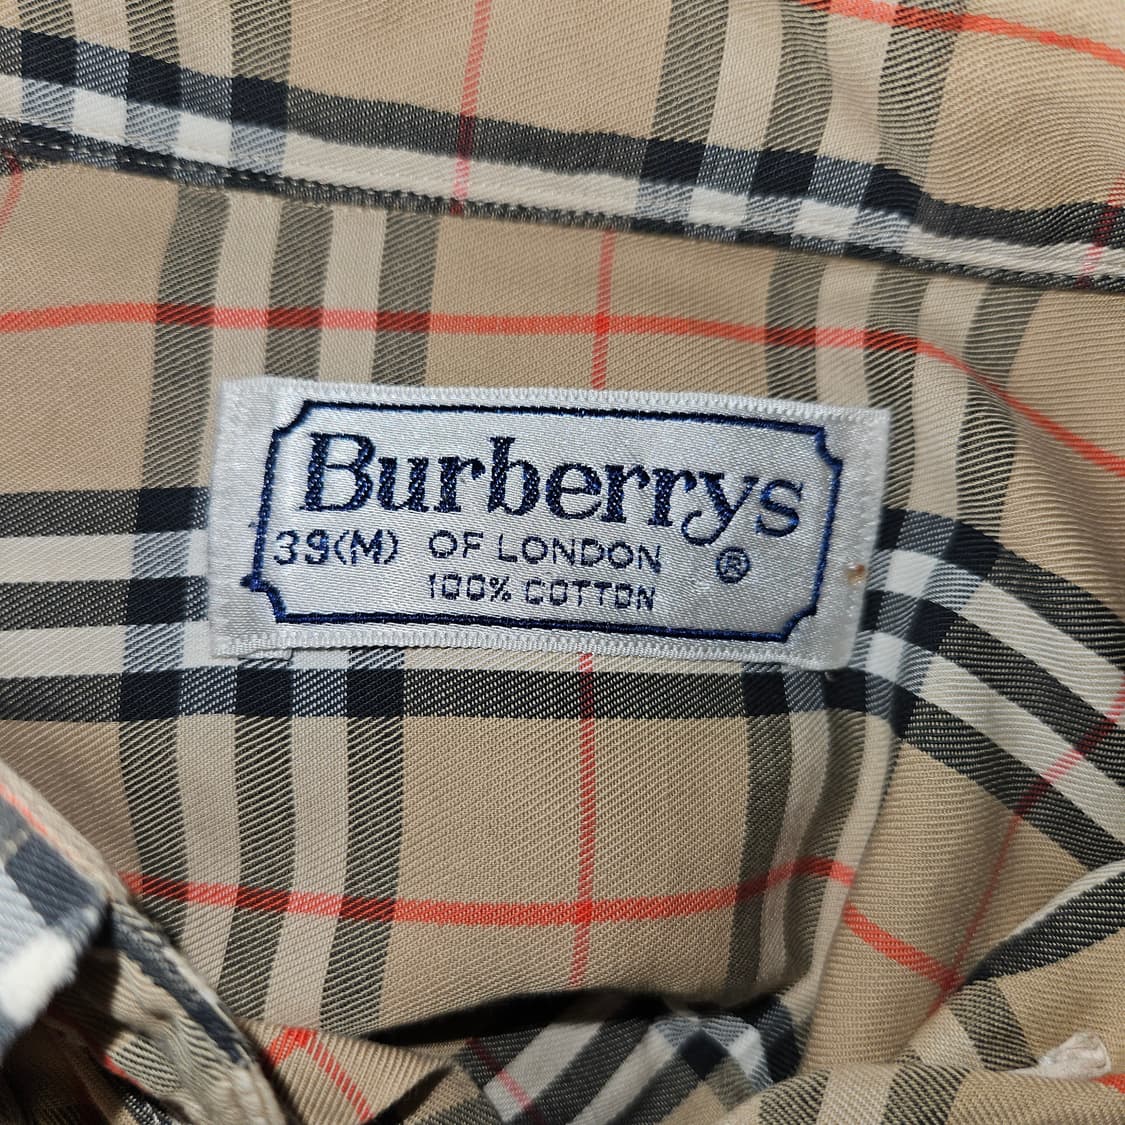 Burberrys
39(M) OF LONDON ®
100% COTTON